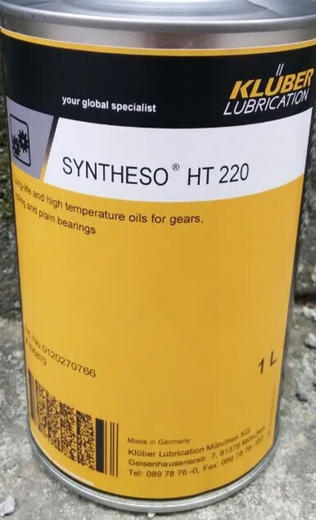 KLÜBER
LUBRICATION
your global specialist
SYNTHESO® HT 220
Long-life and high temperature oils for gears,
and plain bearings
No 0120270766
1 L
Made in Germany
Klüber Lubrication München KG
Geisenhausenerstr. 7, 81379 München
Tel: 089 78 76 -0, Fax: 089 78 76